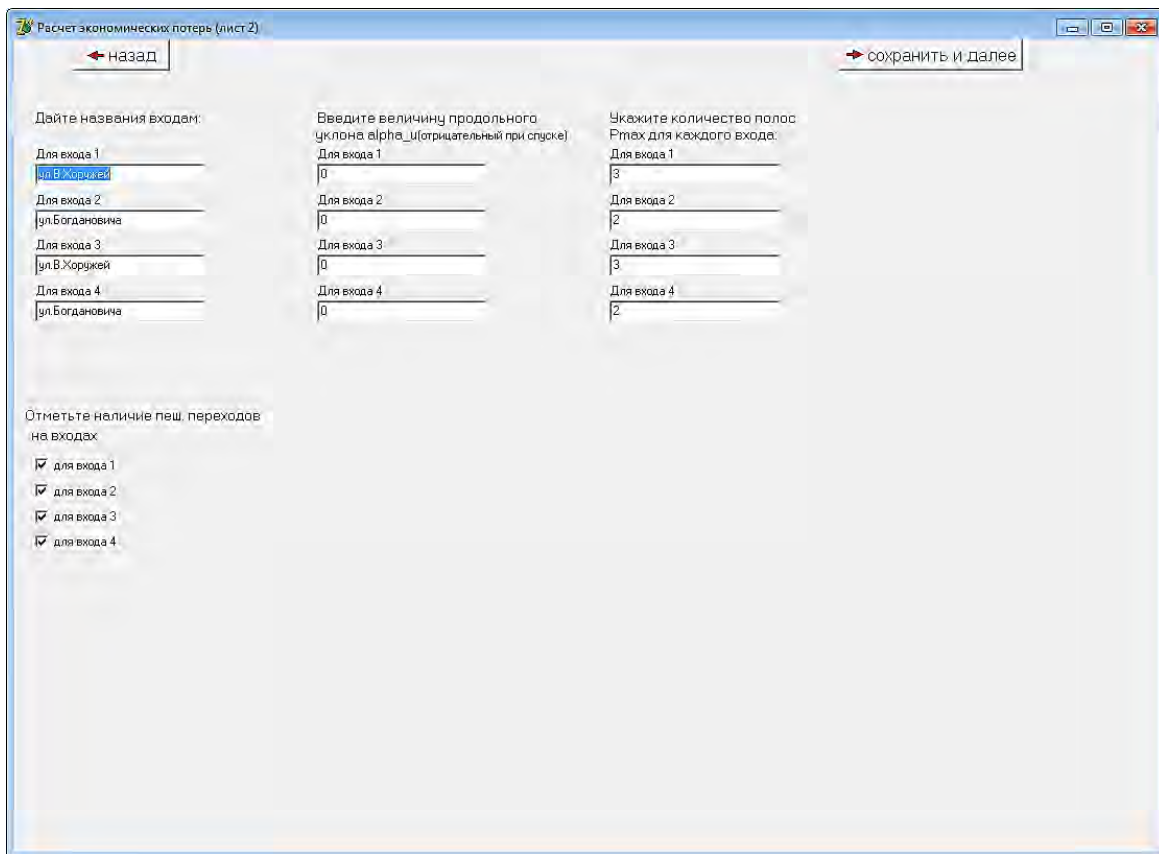 Расчет экономических потерь (лист 2)
назад
сохранить и далее
Дайте названия входам:
Для входа 1
ул.В.Хоружей
Для входа 2
ул.Богдановича
Для входа 3
ул.В.Хоружей
Для входа 4
ул.Богдановича
Введите величину продольного
уклона alpha_u(отрицательный при спуске)
Для входа 1
0
Для входа 2
0
Для входа 3
0
Для входа 4
0
Укажите количество полос
Pmax для каждого входа:
Для входа 1
3
Для входа 2
2
Для входа 3
3
Для входа 4
2
Отметьте наличие пеш. переходов
на входах
для входа 1
для входа 2
для входа 3
для входа 4